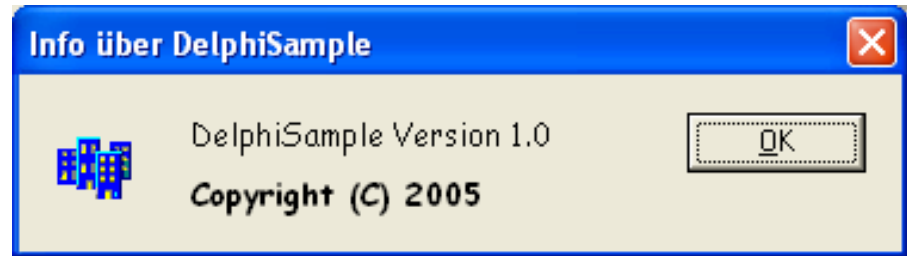 Info über DelphiSample
DelphiSample Version 1.0
OK
Copyright (C) 2005